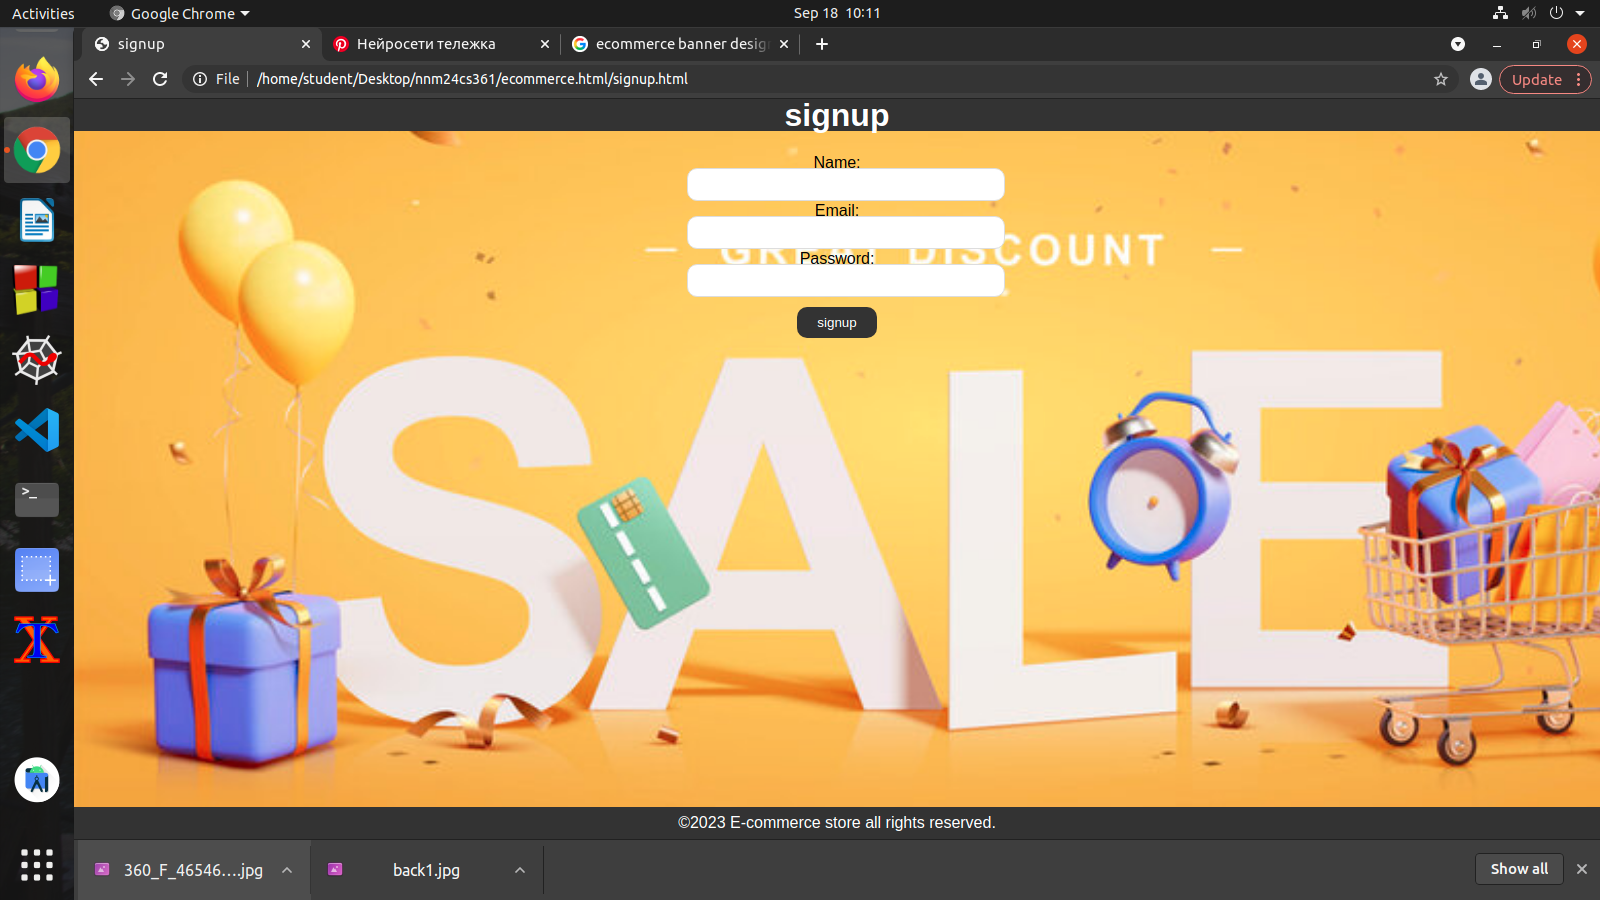 Activities
Google Chrome
Sep 18 10:11
signup
Нейросети тележка
ecommerce banner desig
File
/home/student/Desktop/nnm24cs361/ecommerce.html/signup.html
Update
signup
Name:
Email:
GREAT DISCOUNT
Password:
signup
SALE
©2023 E-commerce store all rights reserved.
360_F_46546....jpg
back1.jpg
Show all